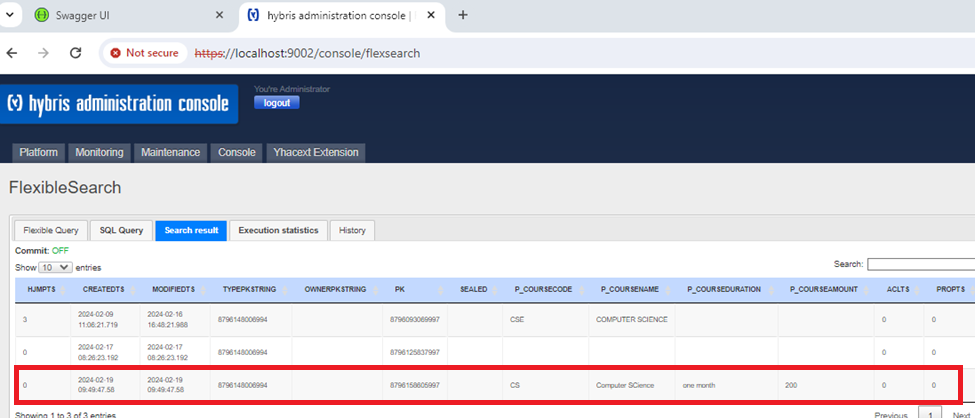 Swagger UI
hybris administration console |
Not secure https://localhost:9002/console/flexsearch
hybris administration console
You're Administrator
logout
Platform Monitoring Maintenance Console Yhacext Extension
FlexibleSearch
Flexible Query SQL Query Search result Execution statistics History
Commit: OFF
Show 10 entries Search:
HJMPTS CREATEDTS MODIFIEDTS TYPEPKSTRING OWNERPKSTRING PK SEALED P_COURSECODE P_COURSENAME P_COURSEDURATION P_COURSEAMOUNT ACLTS PROPTS
3 2024-02-09 11:06:21.719 2024-02-16 16:48:21.988 8796148006994 8796093069997 CSE COMPUTER SCIENCE 0 0
0 2024-02-17 08:26:23.192 2024-02-17 08:26:23.192 8796148006994 8796125837997 0 0
0 2024-02-19 09:49:47.58 2024-02-19 09:49:47.58 8796148006994 8796158605997 CS Computer SCience one month 200 0 0
Showing 1 to 3 of 3 entries Previous 1 Next